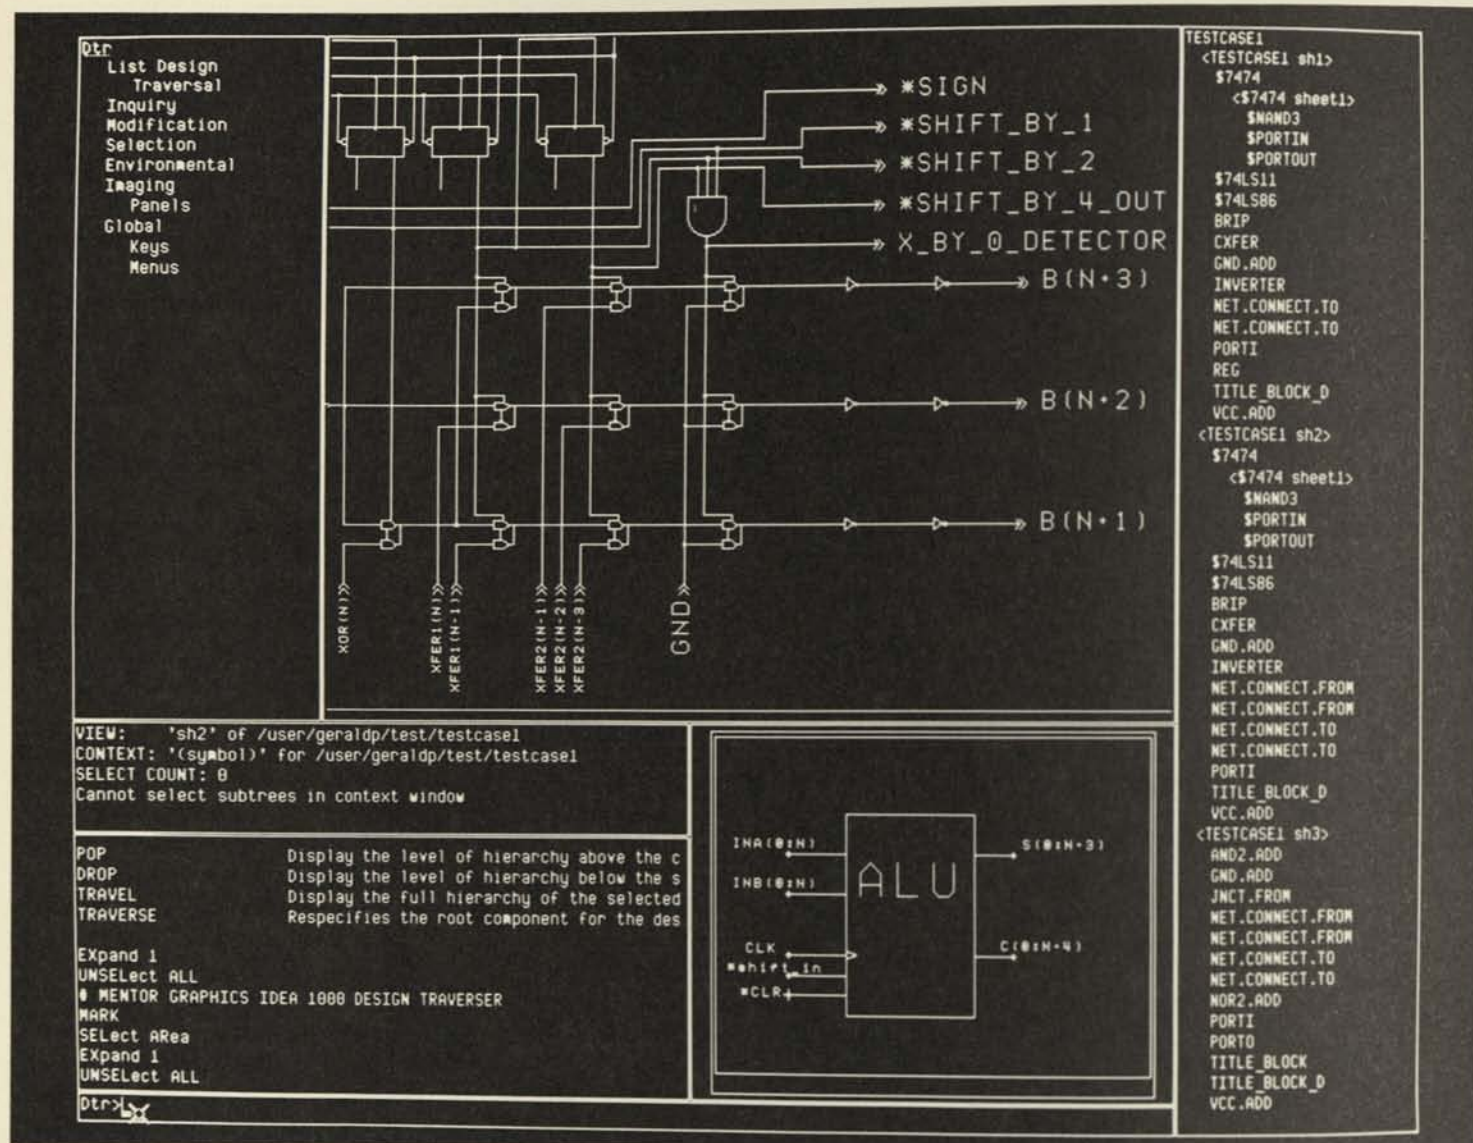 Dtr
List Design
Traversal
Inquiry
Modification
Selection
Environmental
Imaging
Panels
Global
Keys
Menus
*SIGN
*SHIFT_BY_1
*SHIFT_BY_2
*SHIFT_BY_4_OUT
X_BY_0_DETECTOR
B(N+3)
B(N+2)
B(N+1)
XOR(N)
XFER1(N)
XFER1(N-1)
XFER2(N-1)
XFER2(N-2)
XFER2(N-3)
GND
VIEW: 'sh2' of /user/geraldp/test/testcase1
CONTEXT: '(symbol)' for /user/geraldp/test/testcase1
SELECT COUNT: 0
Cannot select subtrees in context window
POP Display the level of hierarchy above the c
DROP Display the level of hierarchy below the s
TRAVEL Display the full hierarchy of the selected
TRAVERSE Respecifies the root component for the des
EXpand 1
UNSELect ALL
# MENTOR GRAPHICS IDEA 1000 DESIGN TRAVERSER
MARK
SELect ARea
EXpand 1
UNSELect ALL
Dtr>
INA(0:N)
INB(0:N)
CLK
*shift_in
*CLR
ALU
S(0:N+3)
C(0:N+4)
TESTCASE1
<TESTCASE1 sh1>
$7474
<$7474 sheet1>
$NAND3
$PORTIN
$PORTOUT
$74LS11
$74LS86
BRIP
CXFER
GND.ADD
INVERTER
NET.CONNECT.TO
NET.CONNECT.TO
PORTI
REG
TITLE_BLOCK_D
VCC.ADD
<TESTCASE1 sh2>
$7474
<$7474 sheet1>
$NAND3
$PORTIN
$PORTOUT
$74LS11
$74LS86
BRIP
CXFER
GND.ADD
INVERTER
NET.CONNECT.FROM
NET.CONNECT.FROM
NET.CONNECT.TO
NET.CONNECT.TO
PORTI
TITLE_BLOCK_D
VCC.ADD
<TESTCASE1 sh3>
AND2.ADD
GND.ADD
JNCT.FROM
NET.CONNECT.FROM
NET.CONNECT.FROM
NET.CONNECT.TO
NET.CONNECT.TO
NOR2.ADD
PORTI
PORTO
TITLE_BLOCK
TITLE_BLOCK_D
VCC.ADD